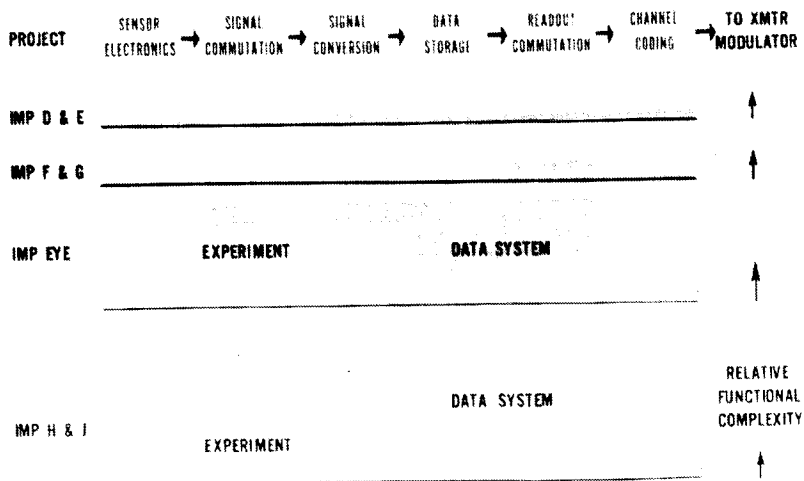 PROJECT
SENSOR ELECTRONICS → SIGNAL COMMUTATION → SIGNAL CONVERSION → DATA STORAGE → READOUT COMMUTATION → CHANNEL CODING → TO XMTR MODULATOR
IMP D & E
IMP F & G
IMP EYE
EXPERIMENT
DATA SYSTEM
IMP H & J
EXPERIMENT
DATA SYSTEM
RELATIVE
FUNCTIONAL
COMPLEXITY